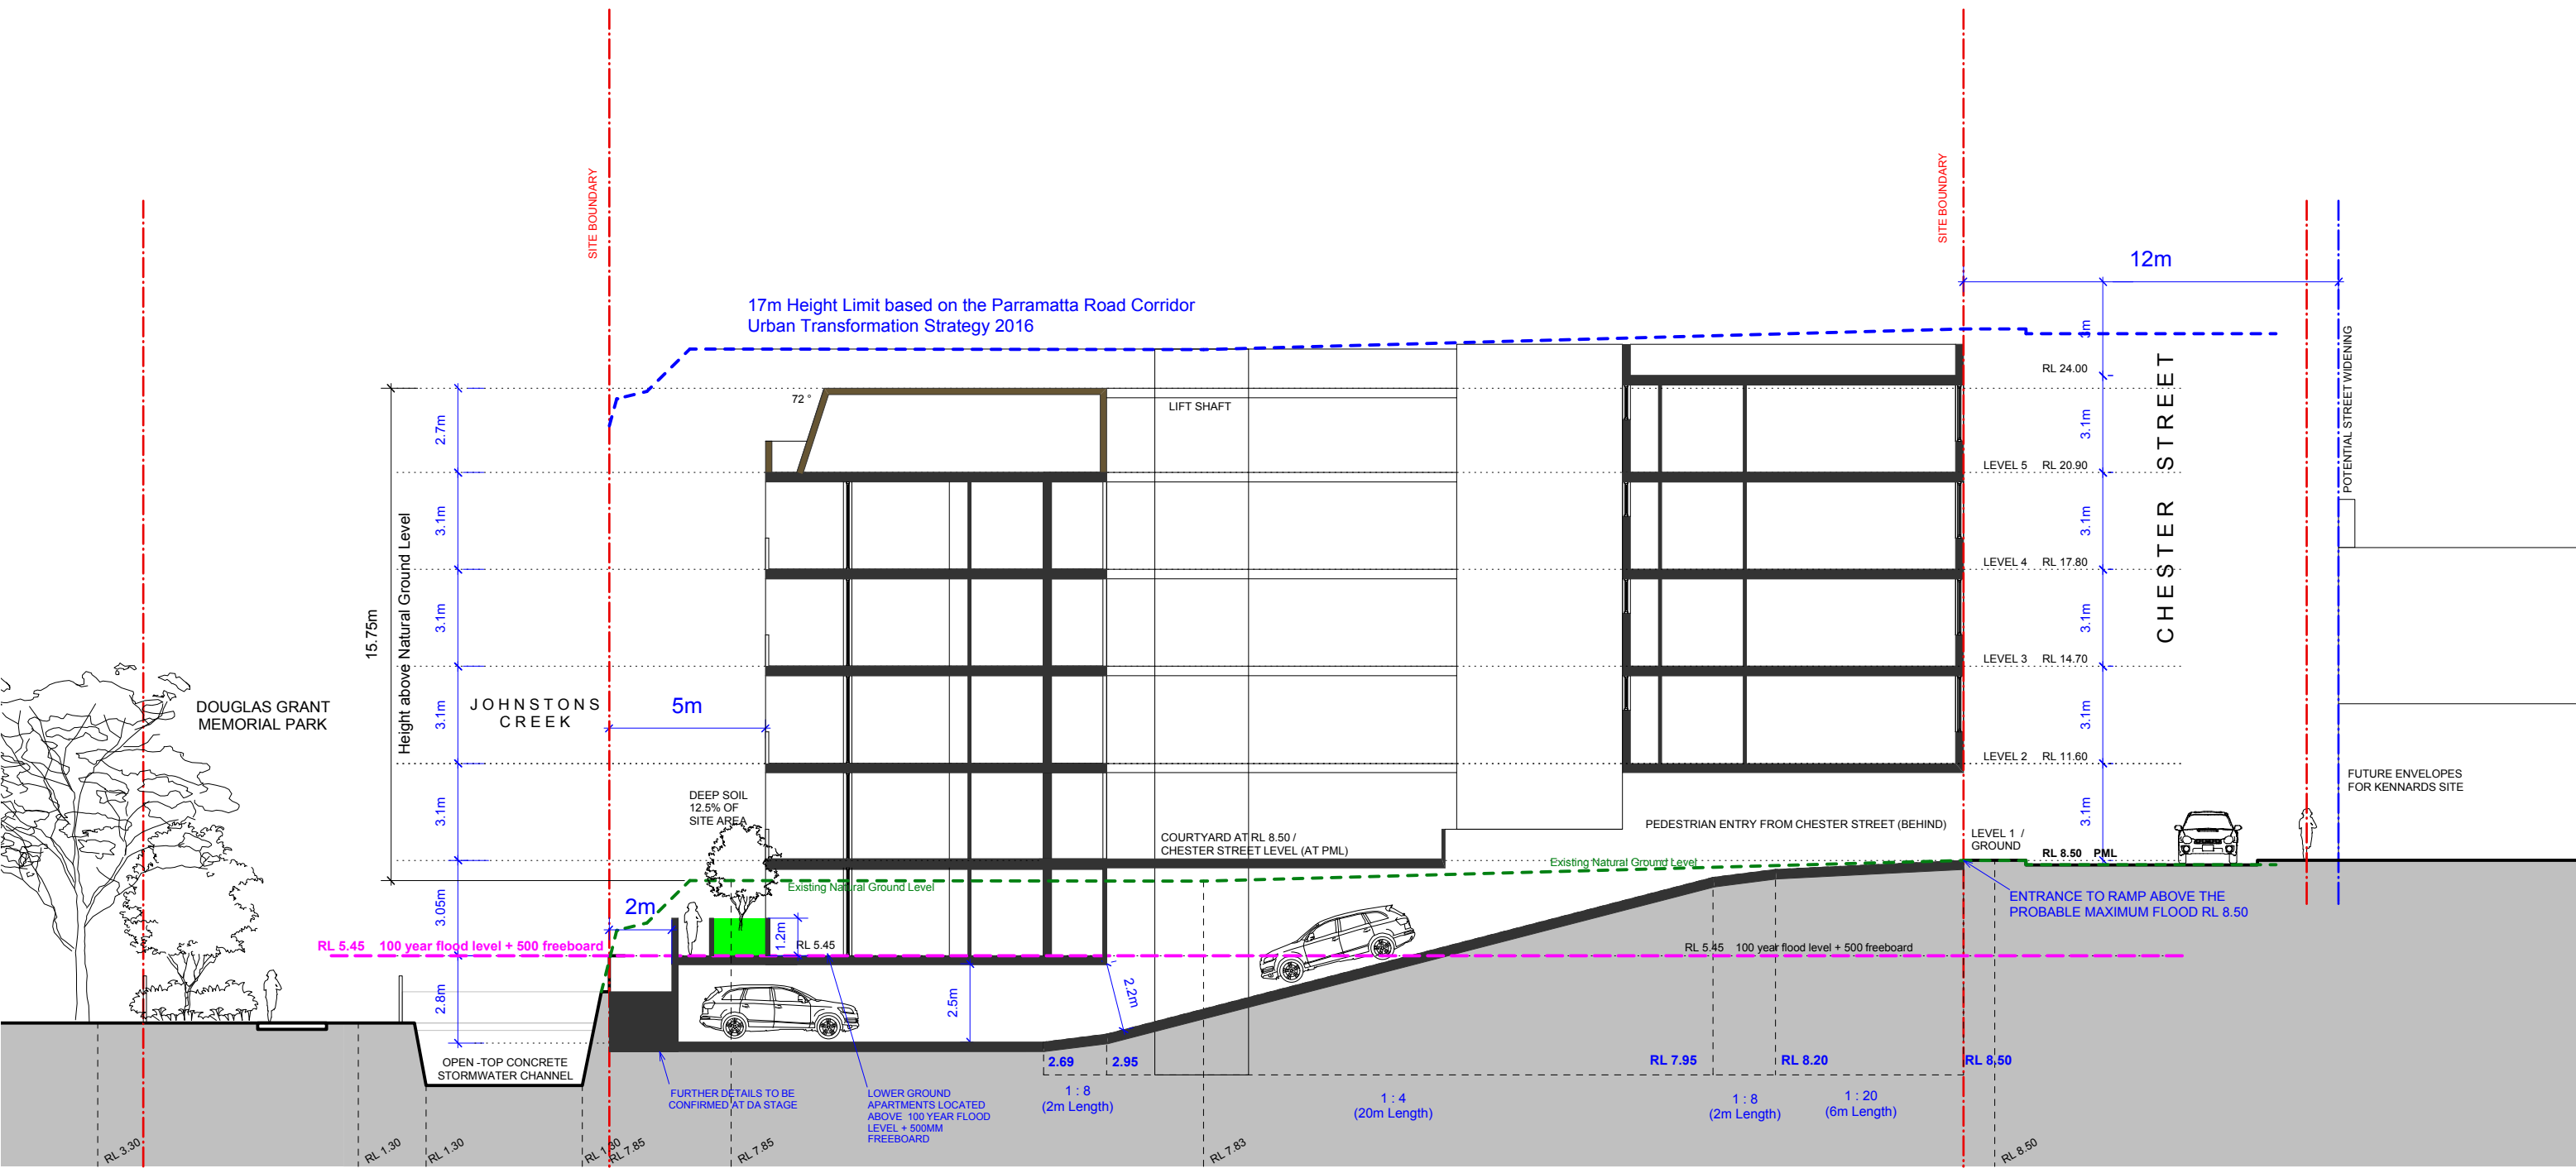 SITE BOUNDARY
SITE BOUNDARY
12m
17m Height Limit based on the Parramatta Road Corridor
Urban Transformation Strategy 2016
POTENTIAL STREET WIDENING
CHESTER STREET
RL 24.00
72 °
LIFT SHAFT
2.7m
3.1m
LEVEL 5 RL 20.90
3.1m
3.1m
LEVEL 4 RL 17.80
15.75m
Height above Natural Ground Level
3.1m
3.1m
LEVEL 3 RL 14.70
DOUGLAS GRANT
MEMORIAL PARK
JOHNSTONS
CREEK
5m
3.1m
3.1m
LEVEL 2 RL 11.60
FUTURE ENVELOPES
FOR KENNARDS SITE
DEEP SOIL
12.5% OF
SITE AREA
3.1m
3.1m
COURTYARD AT RL 8.50 /
CHESTER STREET LEVEL (AT PML)
PEDESTRIAN ENTRY FROM CHESTER STREET (BEHIND)
LEVEL 1 /
GROUND
RL 8.50 PML
Existing Natural Ground Level
Existing Natural Ground Level
ENTRANCE TO RAMP ABOVE THE
PROBABLE MAXIMUM FLOOD RL 8.50
3.05m
2m
1.2m
RL 5.45
RL 5.45 100 year flood level + 500 freeboard
RL 5.45 100 year flood level + 500 freeboard
2.8m
2.5m
2.2m
OPEN -TOP CONCRETE
STORMWATER CHANNEL
2.69
2.95
RL 7.95
RL 8.20
RL 8.50
FURTHER DETAILS TO BE
CONFIRMED AT DA STAGE
LOWER GROUND
APARTMENTS LOCATED
ABOVE 100 YEAR FLOOD
LEVEL + 500MM
FREEBOARD
1 : 8
(2m Length)
1 : 4
(20m Length)
1 : 8
(2m Length)
1 : 20
(6m Length)
RL 3.30
RL 1.30
RL 1.30
RL 1.30
RL 7.85
RL 7.85
RL 7.83
RL 8.50